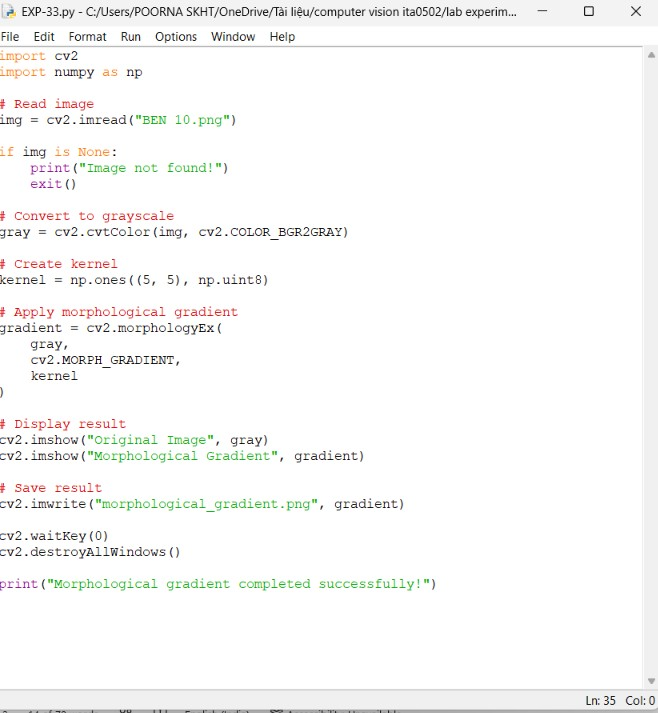 EXP-33.py - C:/Users/POORNA SKHT/OneDrive/Tài liệu/computer vision ita0502/lab experim...
File Edit Format Run Options Window Help
import cv2
import numpy as np

# Read image
img = cv2.imread("BEN 10.png")

if img is None:
    print("Image not found!")
    exit()

# Convert to grayscale
gray = cv2.cvtColor(img, cv2.COLOR_BGR2GRAY)

# Create kernel
kernel = np.ones((5, 5), np.uint8)

# Apply morphological gradient
gradient = cv2.morphologyEx(
    gray,
    cv2.MORPH_GRADIENT,
    kernel
)

# Display result
cv2.imshow("Original Image", gray)
cv2.imshow("Morphological Gradient", gradient)

# Save result
cv2.imwrite("morphological_gradient.png", gradient)

cv2.waitKey(0)
cv2.destroyAllWindows()

print("Morphological gradient completed successfully!")
Ln: 35 Col: 0